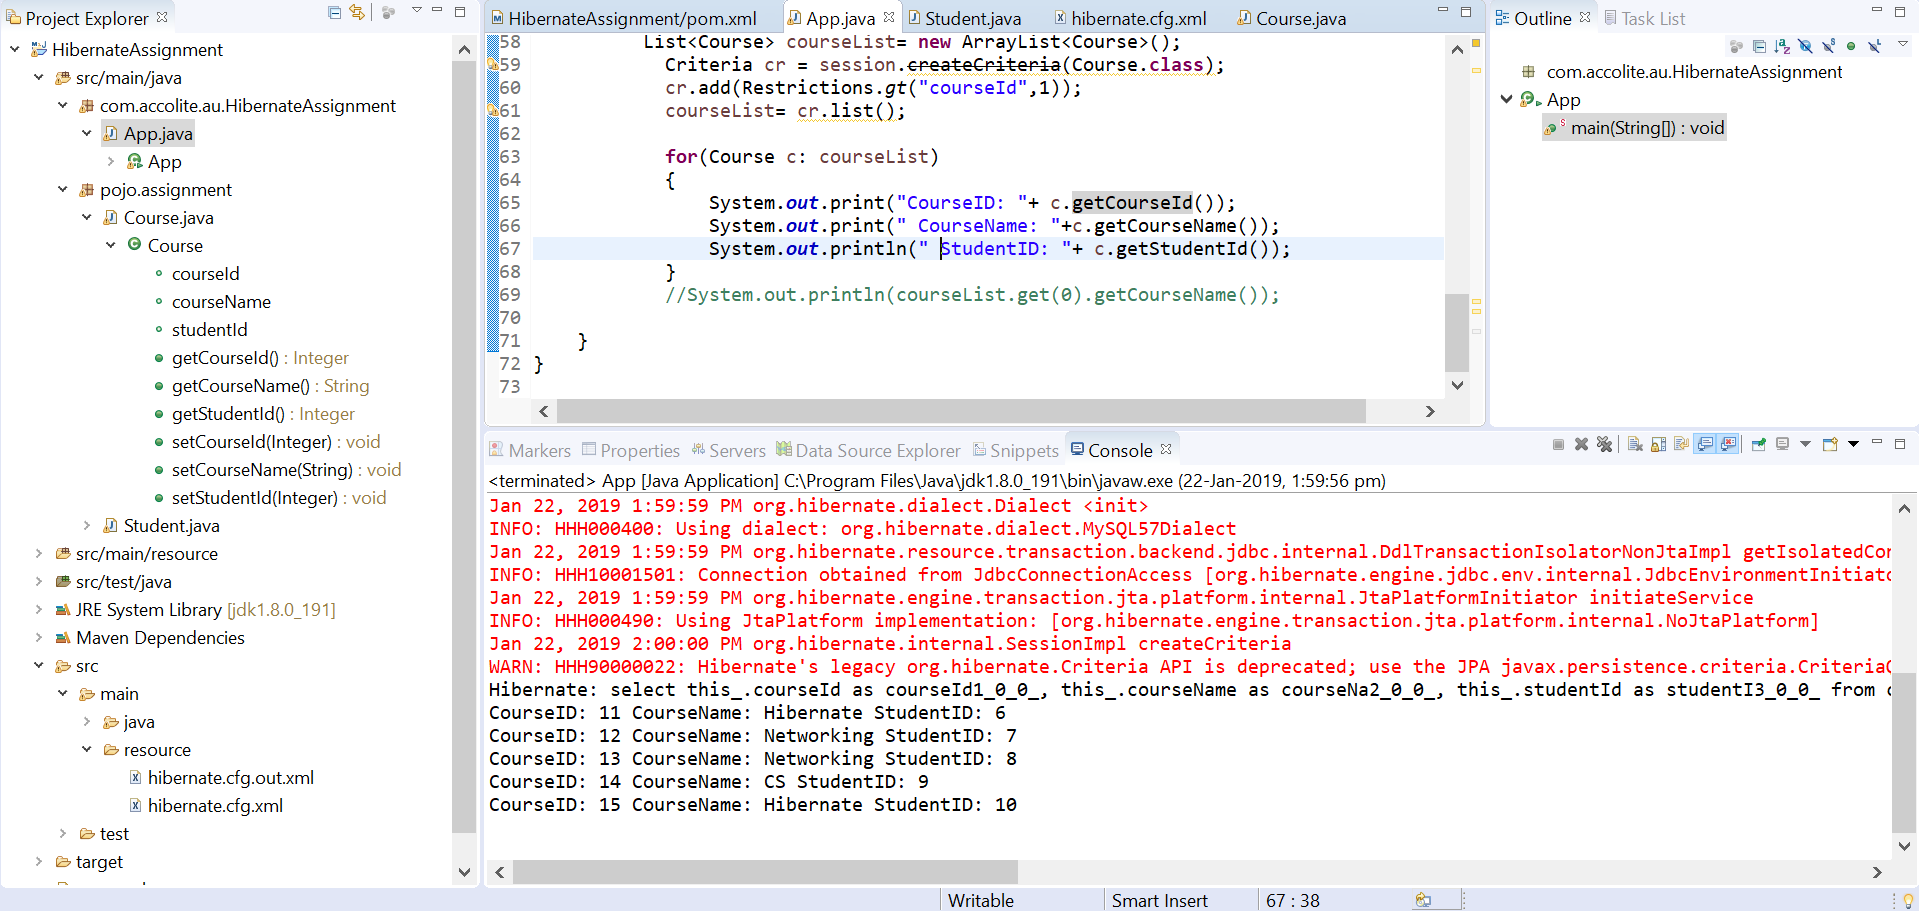 Project Explorer
HibernateAssignment
src/main/java
com.accolite.au.HibernateAssignment
App.java
App
pojo.assignment
Course.java
Course
courseId
courseName
studentId
getCourseId() : Integer
getCourseName() : String
getStudentId() : Integer
setCourseId(Integer) : void
setCourseName(String) : void
setStudentId(Integer) : void
Student.java
src/main/resource
src/test/java
JRE System Library [jdk1.8.0_191]
Maven Dependencies
src
main
java
resource
hibernate.cfg.out.xml
hibernate.cfg.xml
test
target
HibernateAssignment/pom.xml App.java Student.java hibernate.cfg.xml Course.java
58 List<Course> courseList= new ArrayList<Course>();
59 Criteria cr = session.createCriteria(Course.class);
60 cr.add(Restrictions.gt("courseId",1));
61 courseList= cr.list();
62
63 for(Course c: courseList)
64 {
65 System.out.print("CourseID: "+ c.getCourseId());
66 System.out.print(" CourseName: "+c.getCourseName());
67 System.out.println(" StudentID: "+ c.getStudentId());
68 }
69 //System.out.println(courseList.get(0).getCourseName());
70
71 }
72 }
73
Outline Task List
com.accolite.au.HibernateAssignment
App
main(String[]) : void
Markers Properties Servers Data Source Explorer Snippets Console
<terminated> App [Java Application] C:\Program Files\Java\jdk1.8.0_191\bin\javaw.exe (22-Jan-2019, 1:59:56 pm)
Jan 22, 2019 1:59:59 PM org.hibernate.dialect.Dialect <init>
INFO: HHH000400: Using dialect: org.hibernate.dialect.MySQL57Dialect
Jan 22, 2019 1:59:59 PM org.hibernate.resource.transaction.backend.jdbc.internal.DdlTransactionIsolatorNonJtaImpl getIsolatedCon
INFO: HHH10001501: Connection obtained from JdbcConnectionAccess [org.hibernate.engine.jdbc.env.internal.JdbcEnvironmentInitiato
Jan 22, 2019 1:59:59 PM org.hibernate.engine.transaction.jta.platform.internal.JtaPlatformInitiator initiateService
INFO: HHH000490: Using JtaPlatform implementation: [org.hibernate.engine.transaction.jta.platform.internal.NoJtaPlatform]
Jan 22, 2019 2:00:00 PM org.hibernate.internal.SessionImpl createCriteria
WARN: HHH90000022: Hibernate's legacy org.hibernate.Criteria API is deprecated; use the JPA javax.persistence.criteria.CriteriaQ
Hibernate: select this_.courseId as courseId1_0_0_, this_.courseName as courseNa2_0_0_, this_.studentId as studentI3_0_0_ from c
CourseID: 11 CourseName: Hibernate StudentID: 6
CourseID: 12 CourseName: Networking StudentID: 7
CourseID: 13 CourseName: Networking StudentID: 8
CourseID: 14 CourseName: CS StudentID: 9
CourseID: 15 CourseName: Hibernate StudentID: 10
Writable Smart Insert 67 : 38